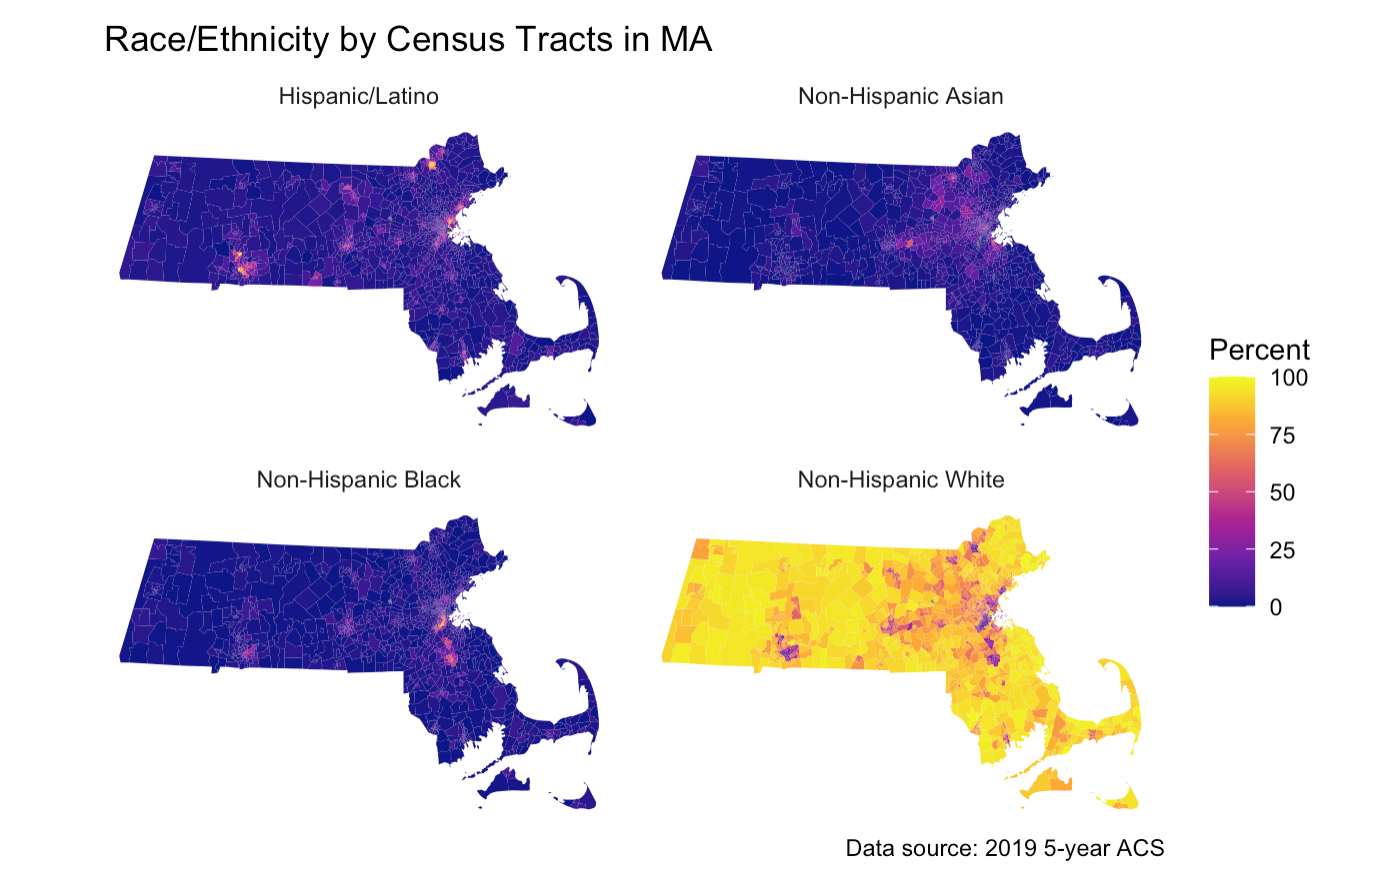 Race/Ethnicity by Census Tracts in MA
Hispanic/Latino
Non-Hispanic Asian
Non-Hispanic Black
Non-Hispanic White
Percent
100
75
50
25
0
Data source: 2019 5-year ACS